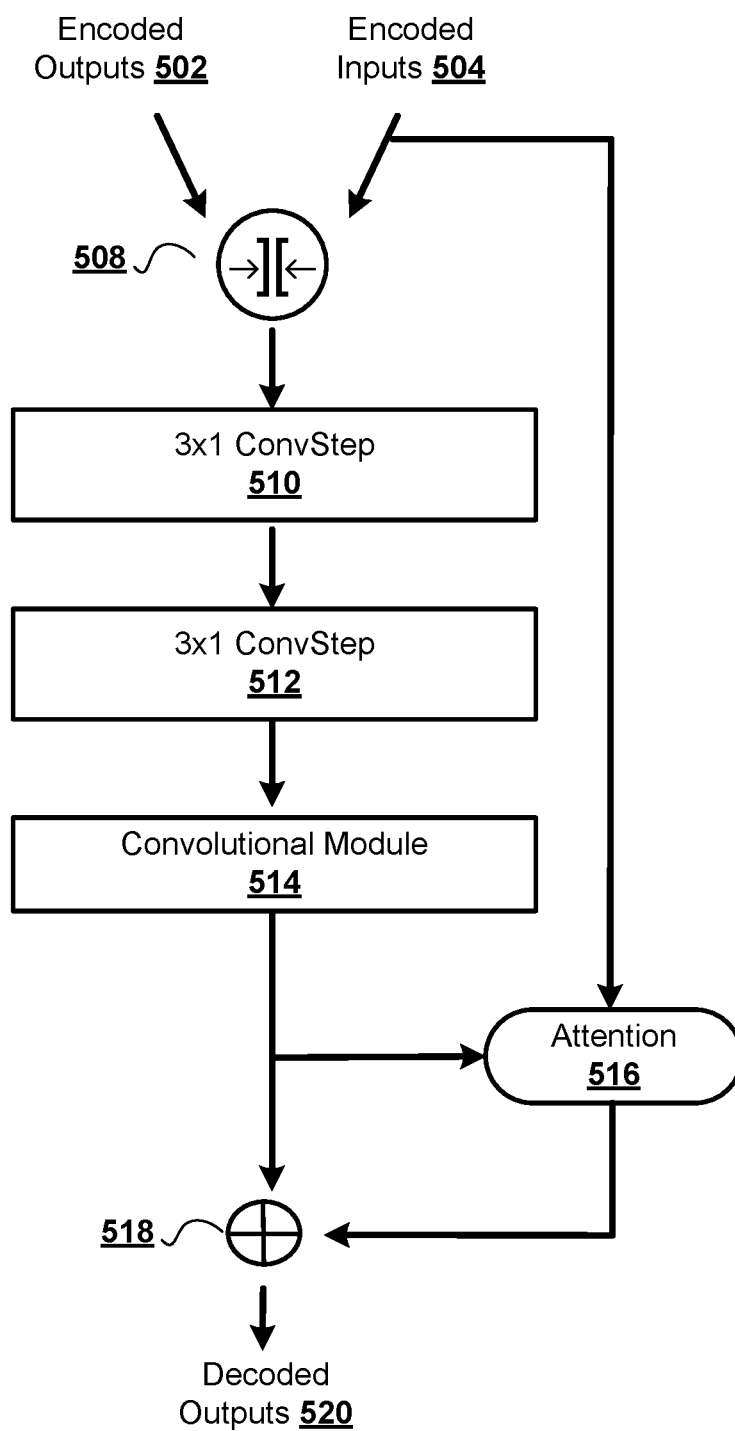 Encoded
Outputs 502
Encoded
Inputs 504
508
3x1 ConvStep
510
3x1 ConvStep
512
Convolutional Module
514
Attention
516
518
Decoded
Outputs 520